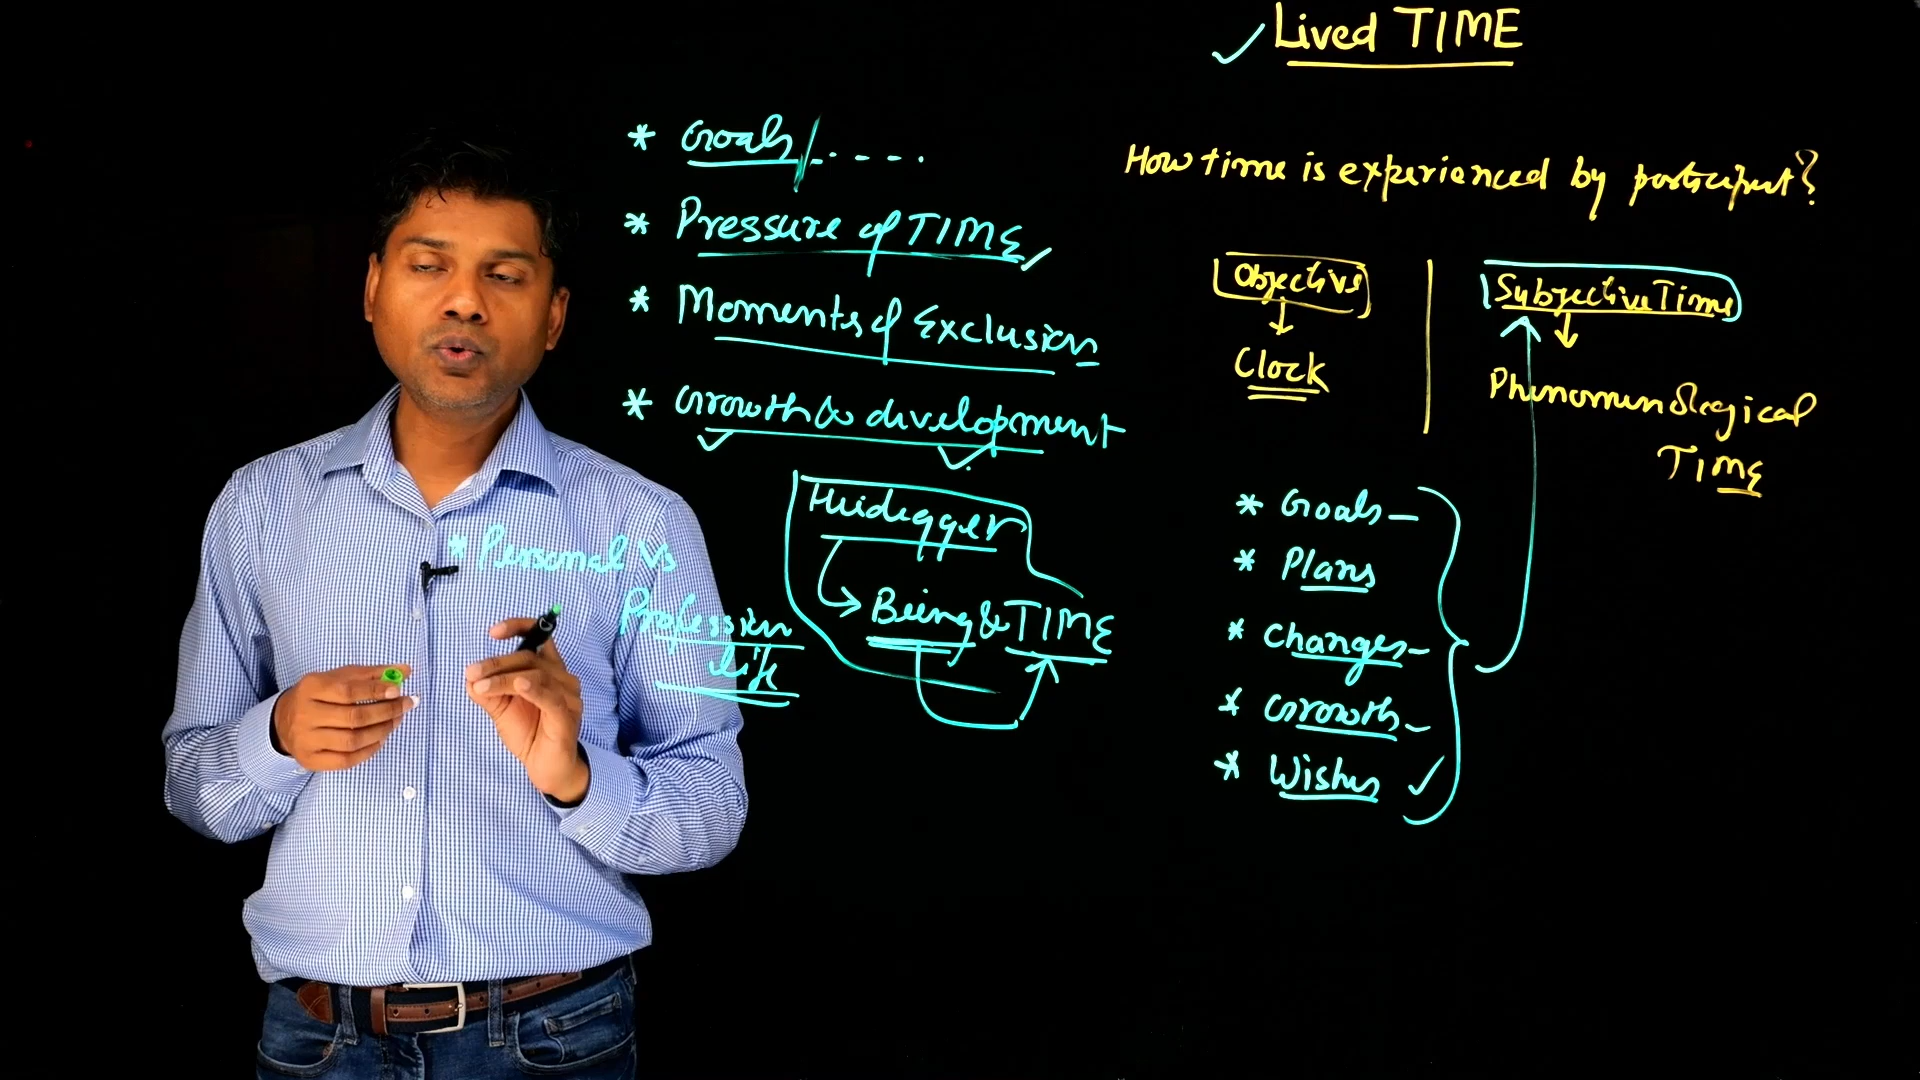 Lived TIME
How time is experienced by participant?
Objective
Clock
Subjective Time
Phenomenological
TIME
* Goals
* Plans
* Changes
* Growth
* Wishes
* Goals/.....
* Pressure of TIME
* Moments of Exclusion
* Growth & development
Heidegger
Being & TIME
* Personal Vs
Profession
life